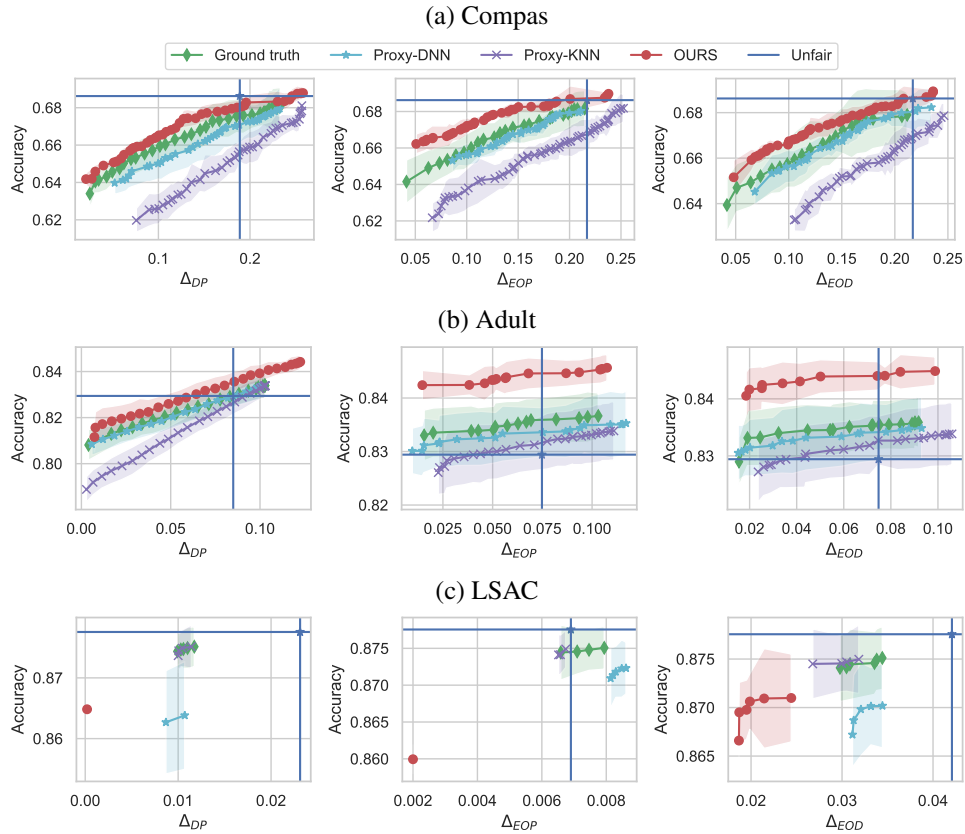 (a) Compas
Ground truth Proxy-DNN Proxy-KNN OURS Unfair
Accuracy
0.68
0.66
0.64
0.62
0.1 0.2
Δ_DP
Accuracy
0.68
0.66
0.64
0.62
0.05 0.10 0.15 0.20 0.25
Δ_EOP
Accuracy
0.68
0.66
0.64
0.05 0.10 0.15 0.20 0.25
Δ_EOD
(b) Adult
Accuracy
0.84
0.82
0.80
0.00 0.05 0.10
Δ_DP
Accuracy
0.84
0.83
0.82
0.025 0.050 0.075 0.100
Δ_EOP
Accuracy
0.84
0.83
0.02 0.04 0.06 0.08 0.10
Δ_EOD
(c) LSAC
Accuracy
0.87
0.86
0.00 0.01 0.02
Δ_DP
Accuracy
0.875
0.870
0.865
0.860
0.002 0.004 0.006 0.008
Δ_EOP
Accuracy
0.875
0.870
0.865
0.02 0.03 0.04
Δ_EOD